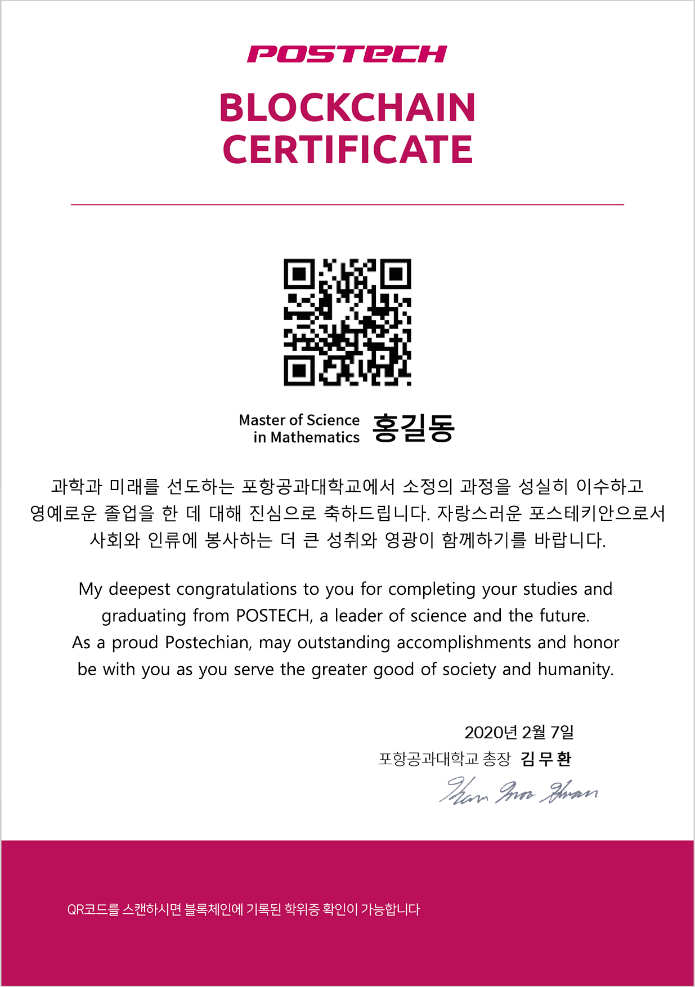 POSTECH
BLOCKCHAIN
CERTIFICATE
Master of Science
in Mathematics
홍길동
과학과 미래를 선도하는 포항공과대학교에서 소정의 과정을 성실히 이수하고
영예로운 졸업을 한 데 대해 진심으로 축하드립니다. 자랑스러운 포스테키안으로서
사회와 인류에 봉사하는 더 큰 성취와 영광이 함께하기를 바랍니다.
My deepest congratulations to you for completing your studies and
graduating from POSTECH, a leader of science and the future.
As a proud Postechian, may outstanding accomplishments and honor
be with you as you serve the greater good of society and humanity.
2020년 2월 7일
포항공과대학교 총장 김무환
Kim Moo Hwan
QR코드를 스캔하시면 블록체인에 기록된 학위증 확인이 가능합니다